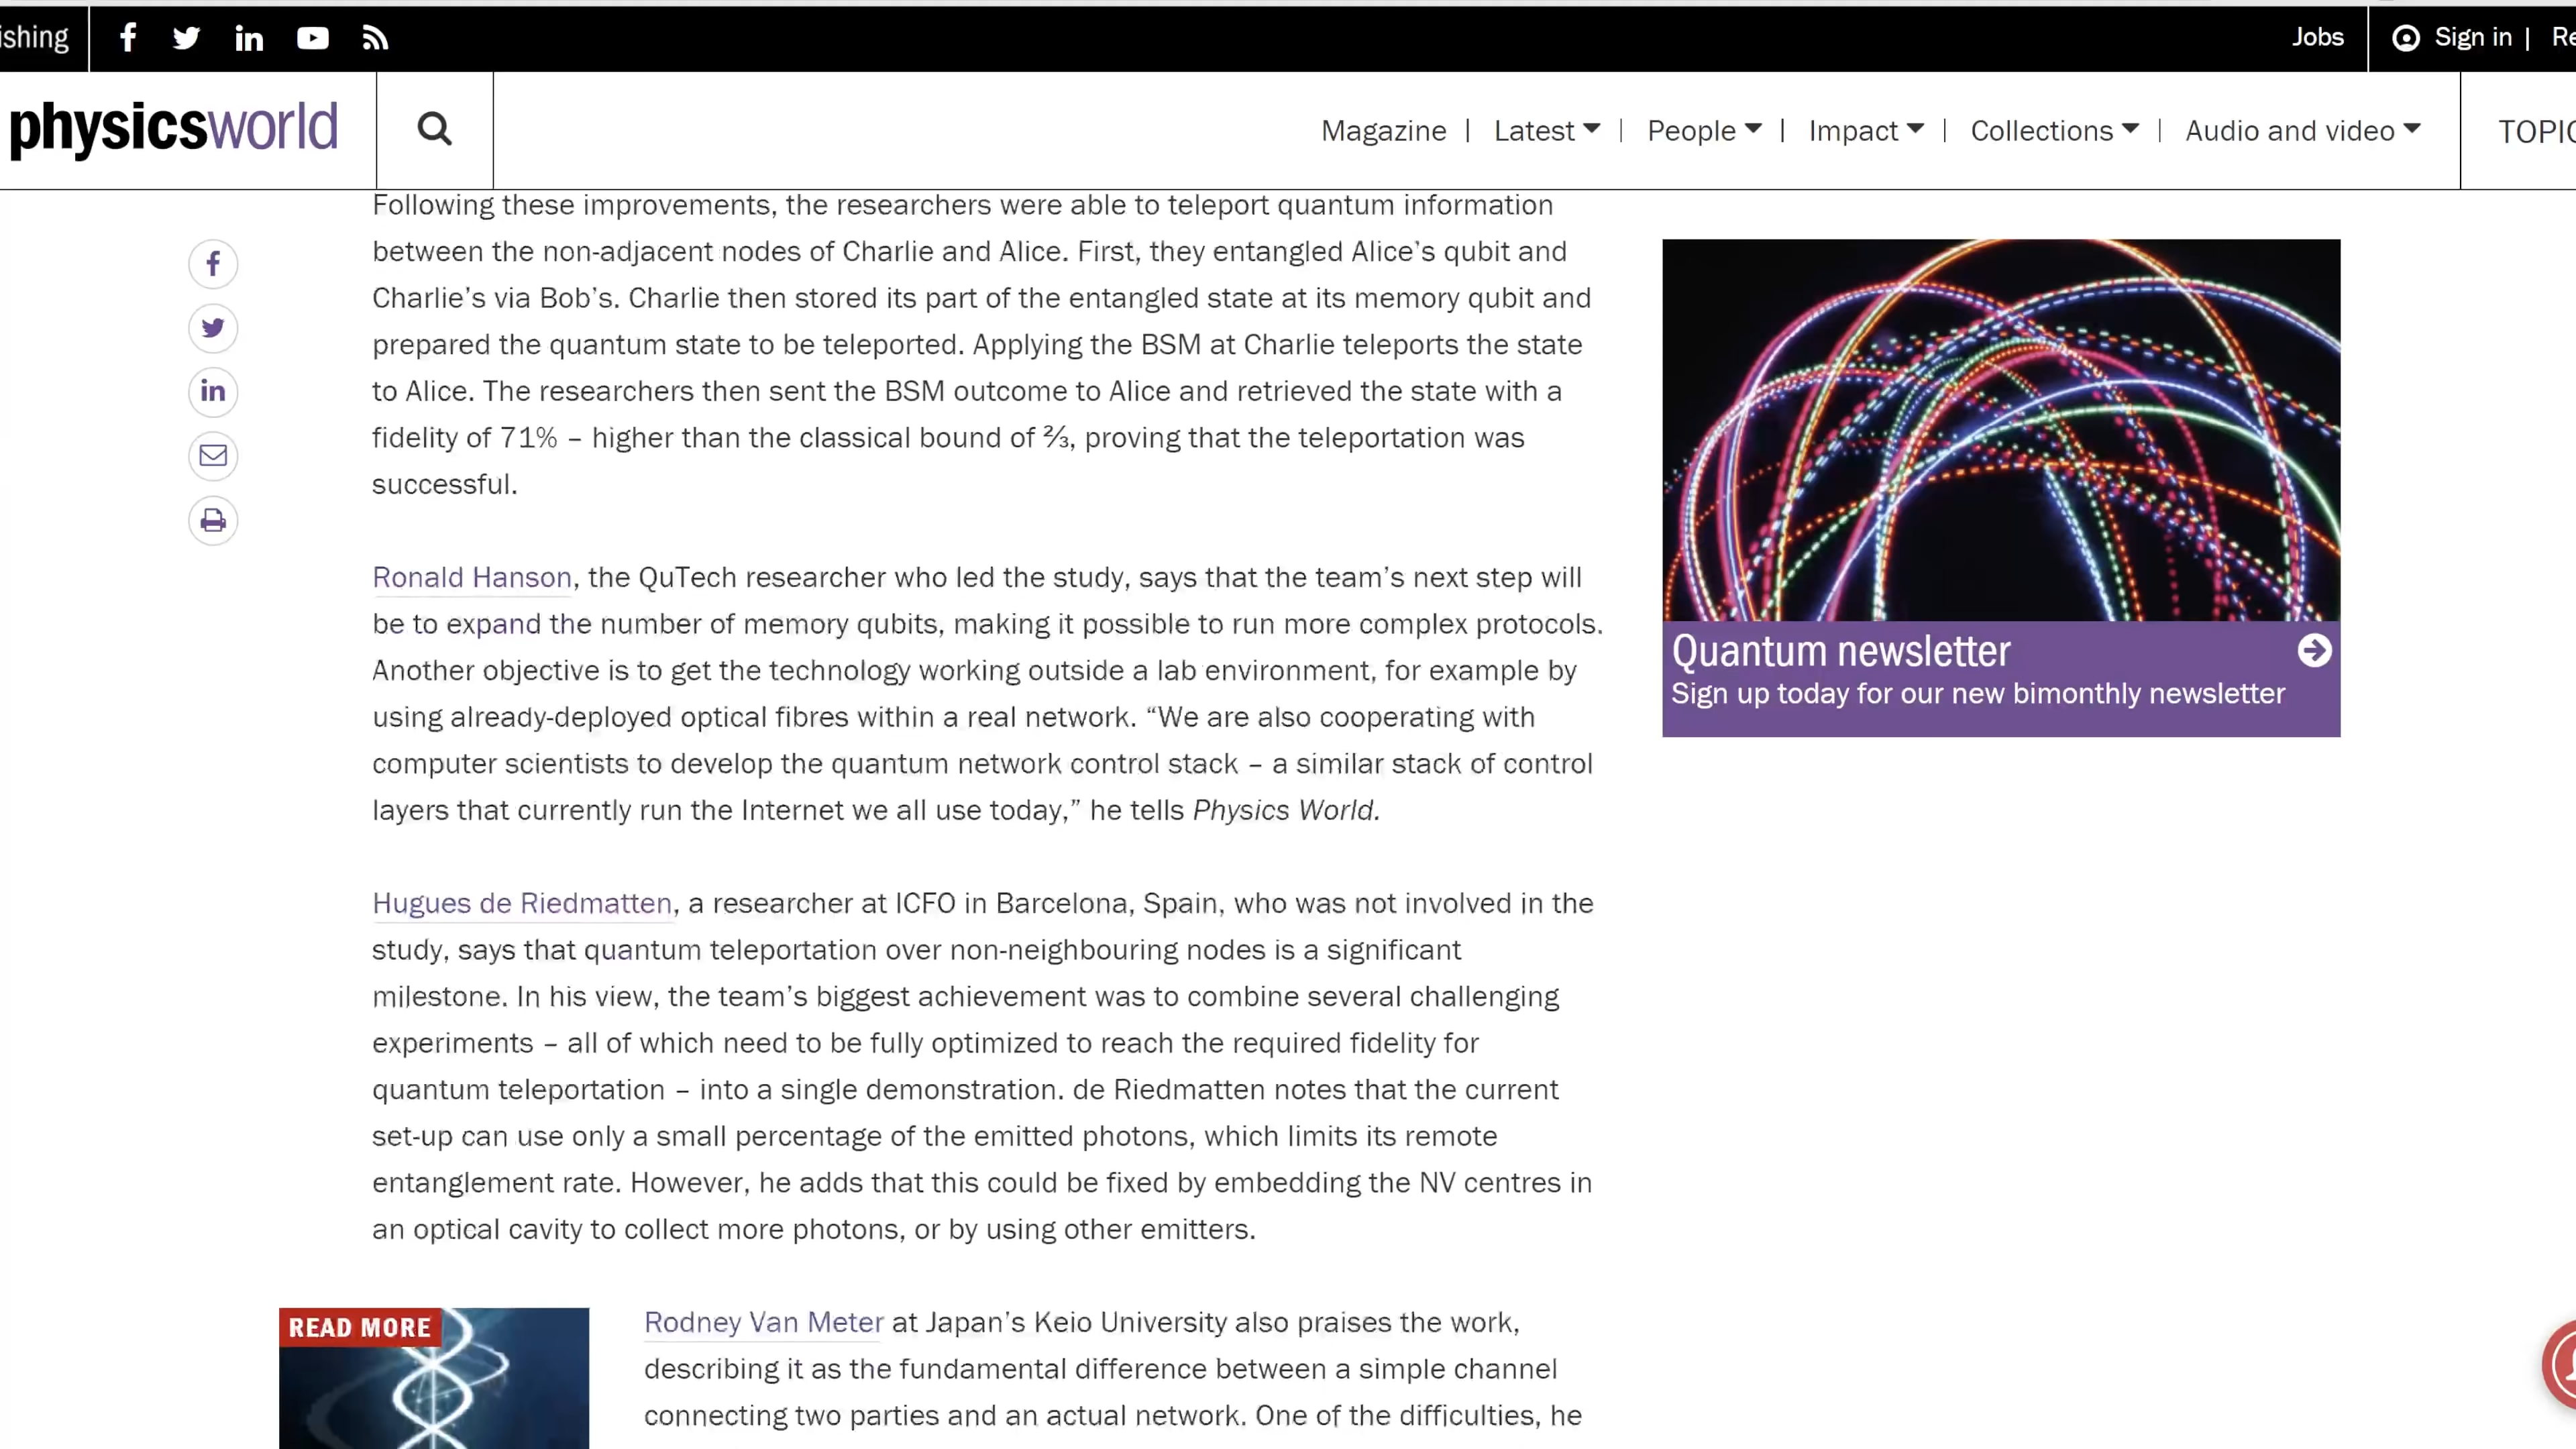 ishing
Jobs
Sign in | Re
physicsworld
Magazine | Latest | People | Impact | Collections | Audio and video
TOPIC
Following these improvements, the researchers were able to teleport quantum information
between the non-adjacent nodes of Charlie and Alice. First, they entangled Alice’s qubit and
Charlie’s via Bob’s. Charlie then stored its part of the entangled state at its memory qubit and
prepared the quantum state to be teleported. Applying the BSM at Charlie teleports the state
to Alice. The researchers then sent the BSM outcome to Alice and retrieved the state with a
fidelity of 71% – higher than the classical bound of ⅔, proving that the teleportation was
successful.
Ronald Hanson, the QuTech researcher who led the study, says that the team’s next step will
be to expand the number of memory qubits, making it possible to run more complex protocols.
Another objective is to get the technology working outside a lab environment, for example by
using already-deployed optical fibres within a real network. “We are also cooperating with
computer scientists to develop the quantum network control stack – a similar stack of control
layers that currently run the Internet we all use today,” he tells Physics World.
Hugues de Riedmatten, a researcher at ICFO in Barcelona, Spain, who was not involved in the
study, says that quantum teleportation over non-neighbouring nodes is a significant
milestone. In his view, the team’s biggest achievement was to combine several challenging
experiments – all of which need to be fully optimized to reach the required fidelity for
quantum teleportation – into a single demonstration. de Riedmatten notes that the current
set-up can use only a small percentage of the emitted photons, which limits its remote
entanglement rate. However, he adds that this could be fixed by embedding the NV centres in
an optical cavity to collect more photons, or by using other emitters.
READ MORE
Rodney Van Meter at Japan’s Keio University also praises the work,
describing it as the fundamental difference between a simple channel
connecting two parties and an actual network. One of the difficulties, he
Quantum newsletter
Sign up today for our new bimonthly newsletter